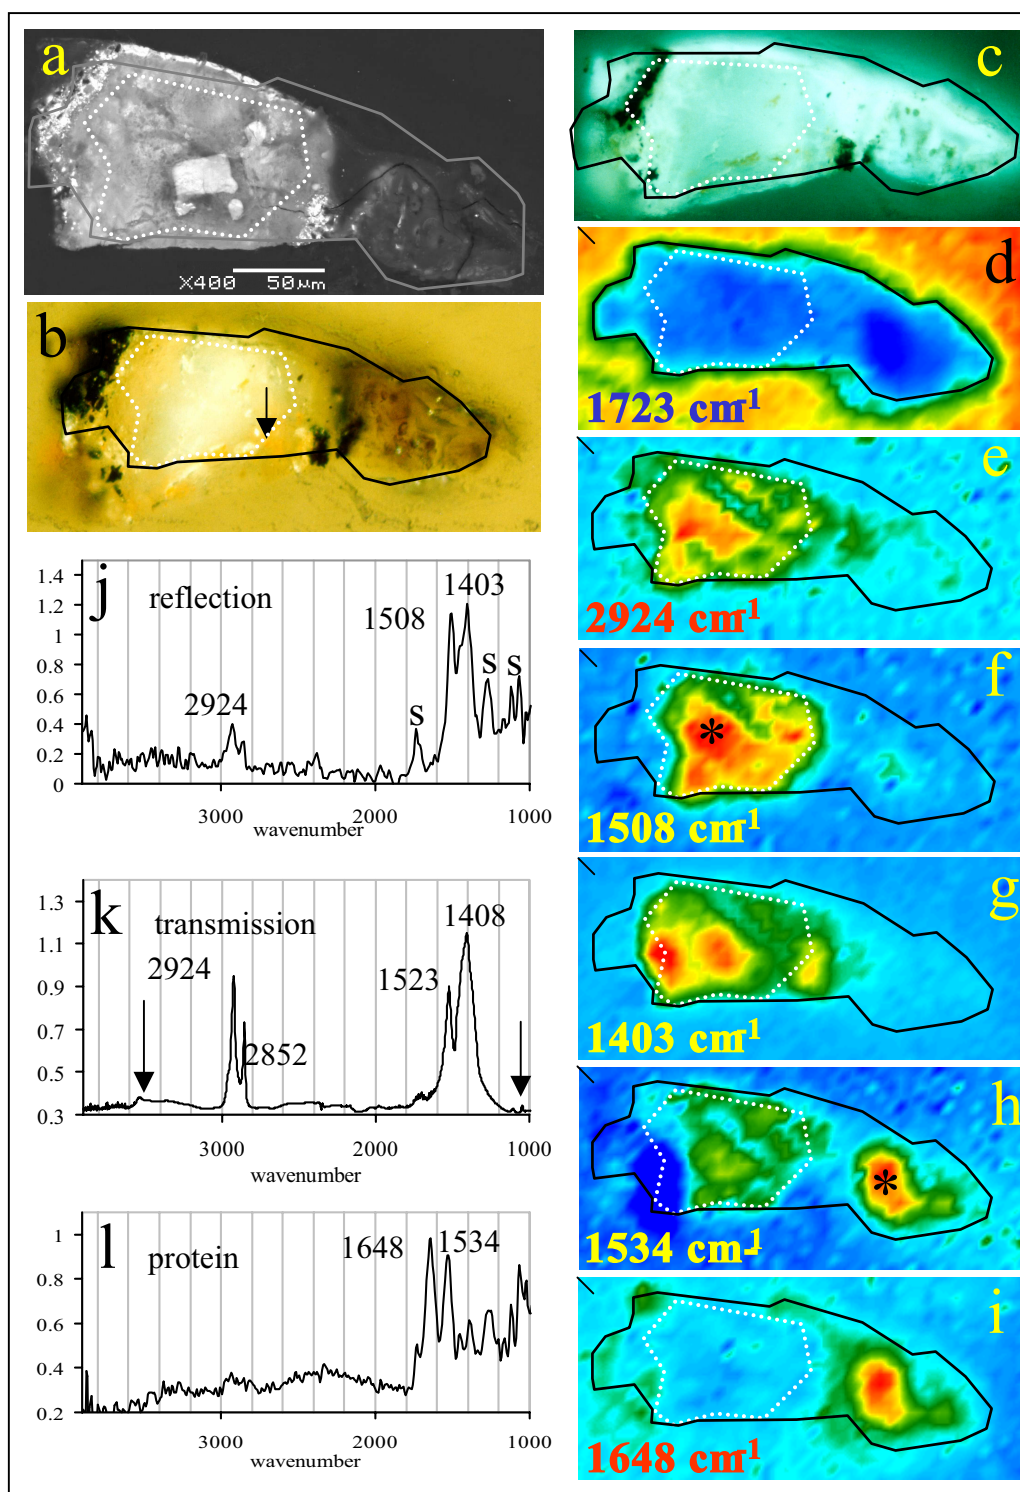 a
X400 50µm
b
c
d
1723 cm-1
e
2924 cm-1
f
*
1508 cm-1
g
1403 cm-1
h
*
1534 cm-1
i
1648 cm-1
j
reflection
1403
1508
s
s
s
2924
1.4
1.2
1
0.8
0.6
0.4
0.2
0
3000
2000
1000
wavenumber
k
transmission
1408
2924
1523
2852
1.3
1.1
0.9
0.7
0.5
0.3
3000
2000
1000
wavenumber
l
protein
1648
1534
1
0.8
0.6
0.4
0.2
3000
2000
1000
wavenumber